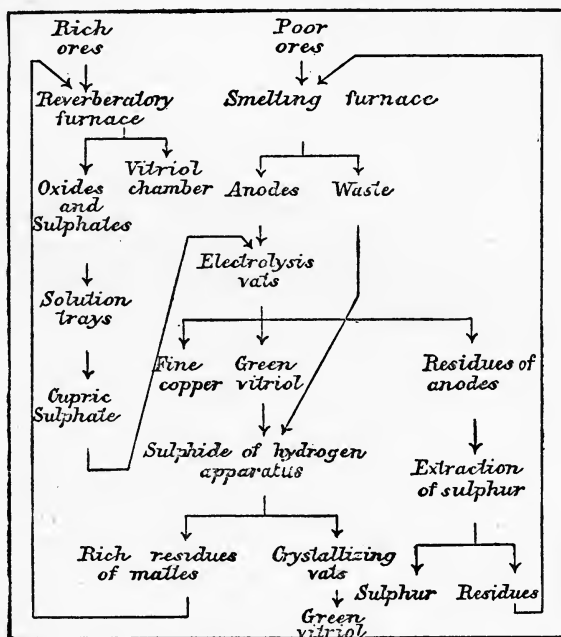 Rich
ores
Poor
ores
Reverberatory
furnace
Smelting furnace
Oxides
and
Sulphates
Vitriol
chamber
Anodes
Waste
Electrolysis
vats
Solution
trays
Fine
copper
Green
vitriol
Residues of
anodes
Cupric
Sulphate
Sulphide of hydrogen
apparatus
Extraction
of sulphur
Rich residues
of mattes
Crystallizing
vats
Sulphur
Residues
Green
vitriol